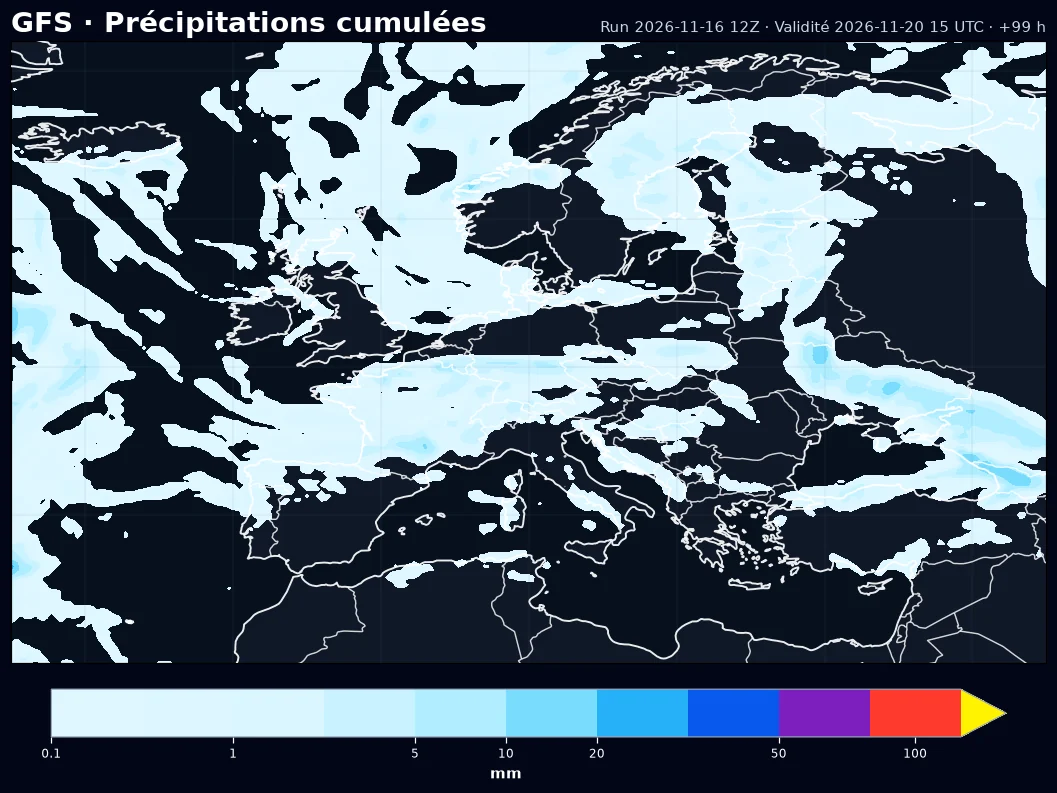 GFS · Précipitations cumulées
Run 2026-11-16 12Z · Validité 2026-11-20 15 UTC · +99 h
0.1 1 5 10 20 50 100
mm